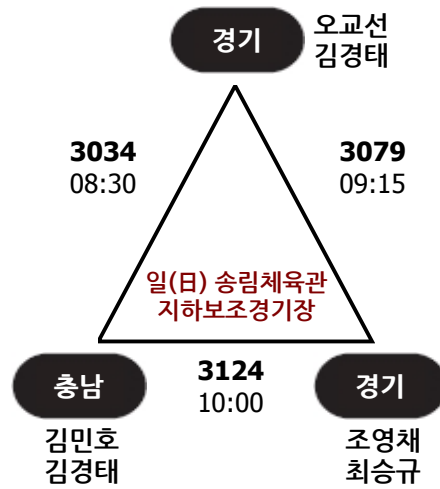 경기
오교선
김경태
3034
08:30
3079
09:15
일(日) 송림체육관
지하보조경기장
충남
3124
10:00
경기
김민호
김경태
조영채
최승규